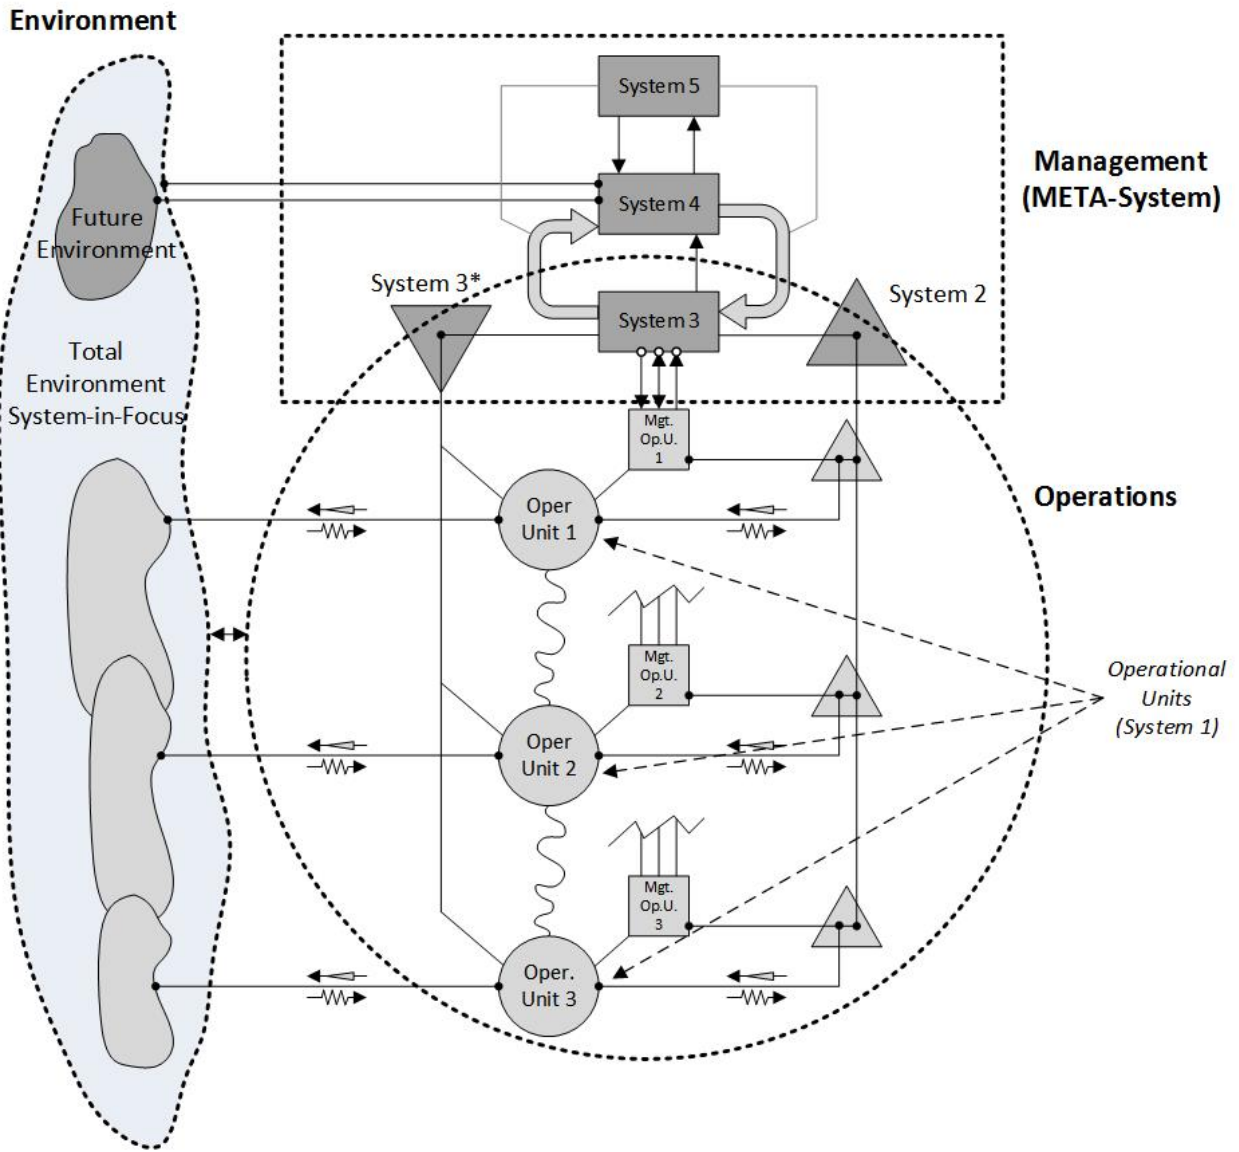 Environment
System 5
Management
(META-System)
System 4
Future
Environment
System 3*
System 2
System 3
Total
Environment
System-in-Focus
Mgt.
Op.U.
1
Operations
Oper
Unit 1
Mgt.
Op.U.
2
Operational
Units
(System 1)
Oper
Unit 2
Mgt.
Op.U.
3
Oper.
Unit 3